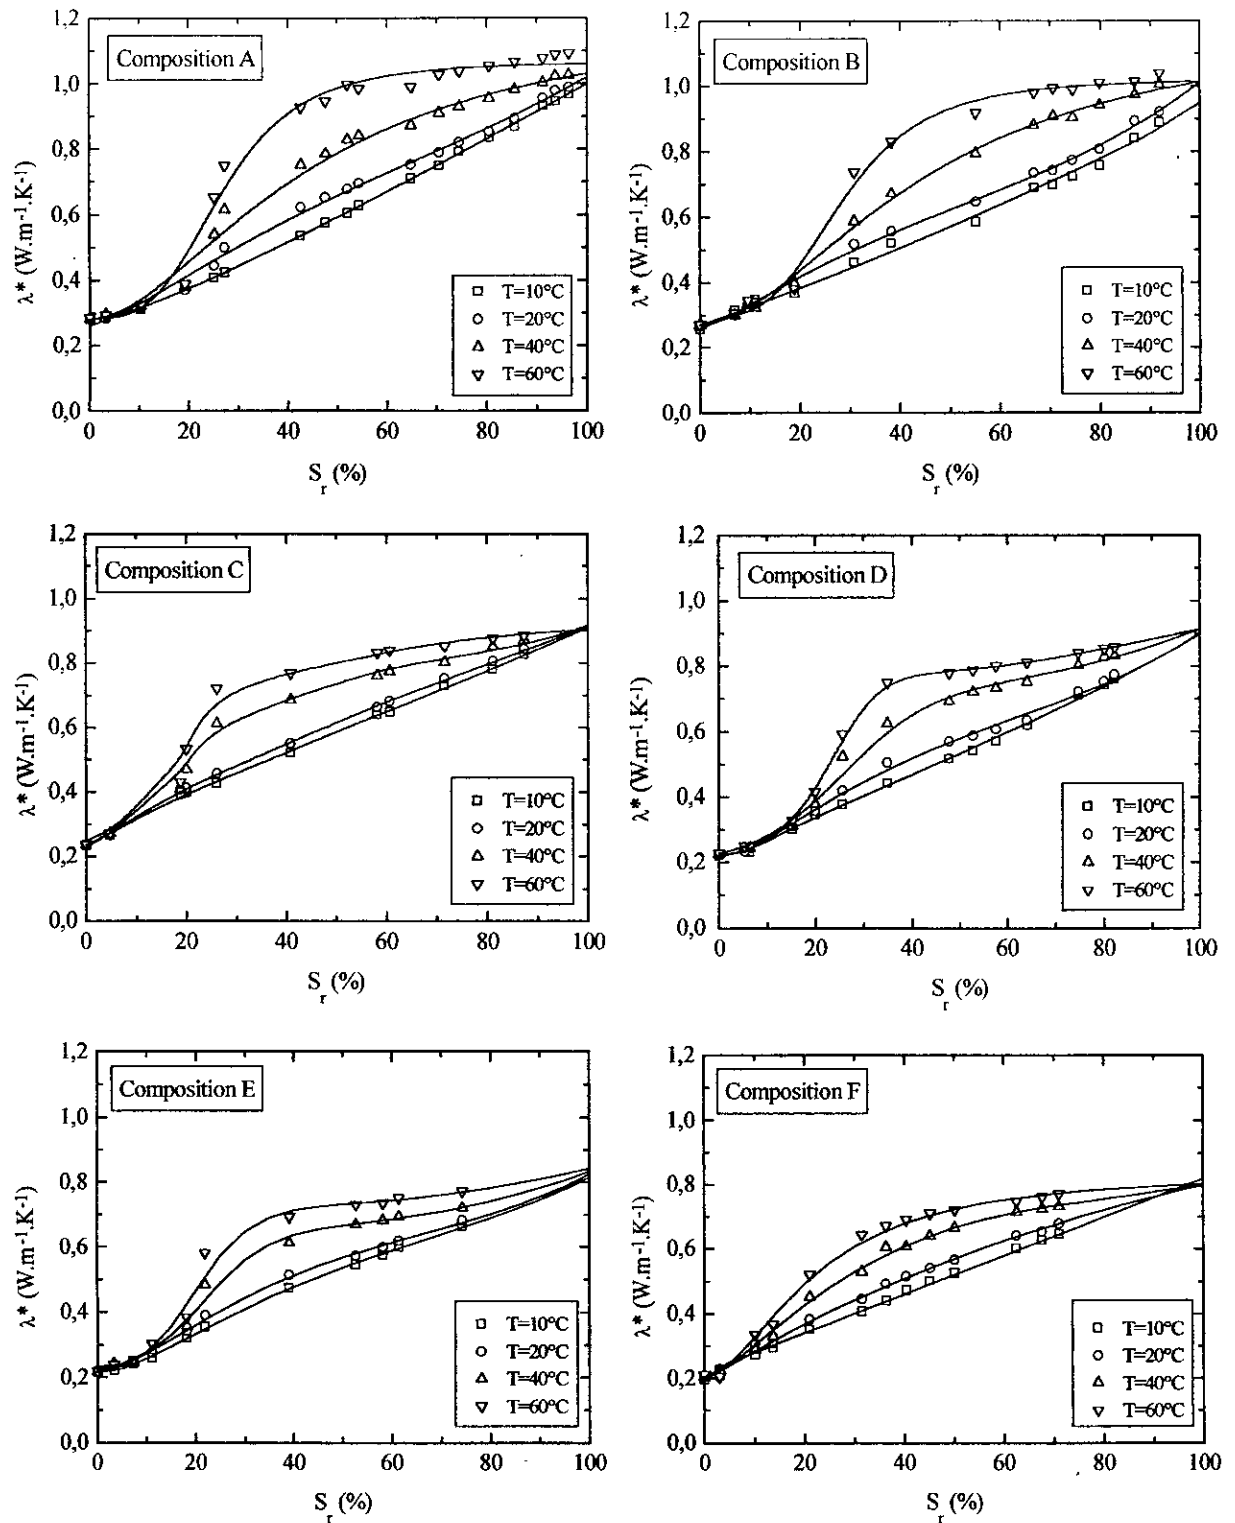 Composition A
λ* (W.m⁻¹.K⁻¹)
1,2
1,0
0,8
0,6
0,4
0,2
0,0
T=10°C
T=20°C
T=40°C
T=60°C
0 20 40 60 80 100
S_r (%)
Composition B
λ* (W.m⁻¹.K⁻¹)
1,2
1,0
0,8
0,6
0,4
0,2
0,0
T=10°C
T=20°C
T=40°C
T=60°C
0 20 40 60 80 100
S_r (%)
Composition C
λ* (W.m⁻¹.K⁻¹)
1,2
1,0
0,8
0,6
0,4
0,2
0,0
T=10°C
T=20°C
T=40°C
T=60°C
0 20 40 60 80 100
S_r (%)
Composition D
λ* (W.m⁻¹.K⁻¹)
1,2
1,0
0,8
0,6
0,4
0,2
0,0
T=10°C
T=20°C
T=40°C
T=60°C
0 20 40 60 80 100
S_r (%)
Composition E
λ* (W.m⁻¹.K⁻¹)
1,2
1,0
0,8
0,6
0,4
0,2
0,0
T=10°C
T=20°C
T=40°C
T=60°C
0 20 40 60 80 100
S_r (%)
Composition F
λ* (W.m⁻¹.K⁻¹)
1,2
1,0
0,8
0,6
0,4
0,2
0,0
T=10°C
T=20°C
T=40°C
T=60°C
0 20 40 60 80 100
S_r (%)